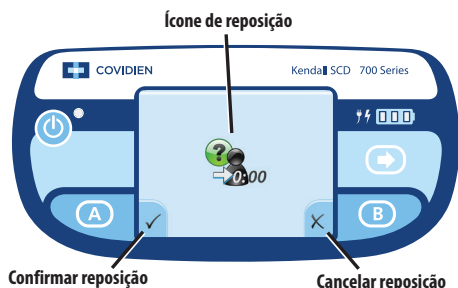 Ícone de reposição
COVIDIEN
Kendall SCD 700 Series
?
0:00
A
B
Confirmar reposição
Cancelar reposição